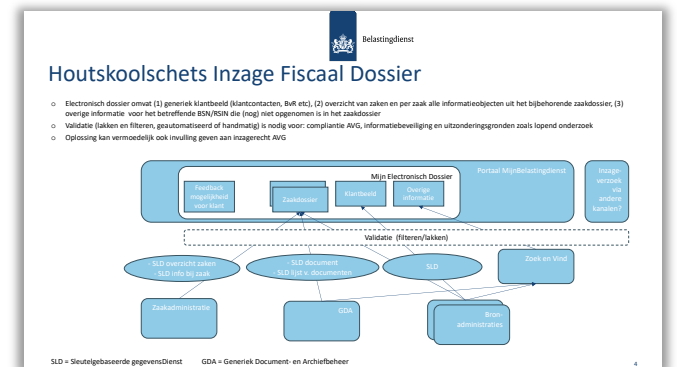 Belastingdienst
Houtskoolschets Inzage Fiscaal Dossier
o Electronisch dossier omvat (1) generiek klantbeeld (klantcontacten, BvR etc), (2) overzicht van zaken en per zaak alle informatieobjecten uit het bijbehorende zaakdossier, (3)
overige informatie voor het betreffende BSN/RSIN die (nog) niet opgenomen is in het zaakdossier
o Validatie (lakken en filteren, geautomatiseerd of handmatig) is nodig voor: compliantie AVG, informatiebeveiliging en uitzonderingsgronden zoals lopend onderzoek
o Oplossing kan vermoedelijk ook invulling geven aan inzagerecht AVG
Portaal MijnBelastingdienst
Mijn Electronisch Dossier
Feedback
mogelijkheid
voor klant
Zaakdossier
Klantbeeld
Overige
informatie
Inzage-
verzoek
via
andere
kanalen?
Validatie (filteren/lakken)
- SLD overzicht zaken
- SLD info bij zaak
- SLD document
- SLD lijst v. documenten
SLD
Zoek en Vind
Zaakadministratie
GDA
Bron-
administraties
SLD = Sleutelgebaseerde gegevensDienst GDA = Generiek Document- en Archiefbeheer
4